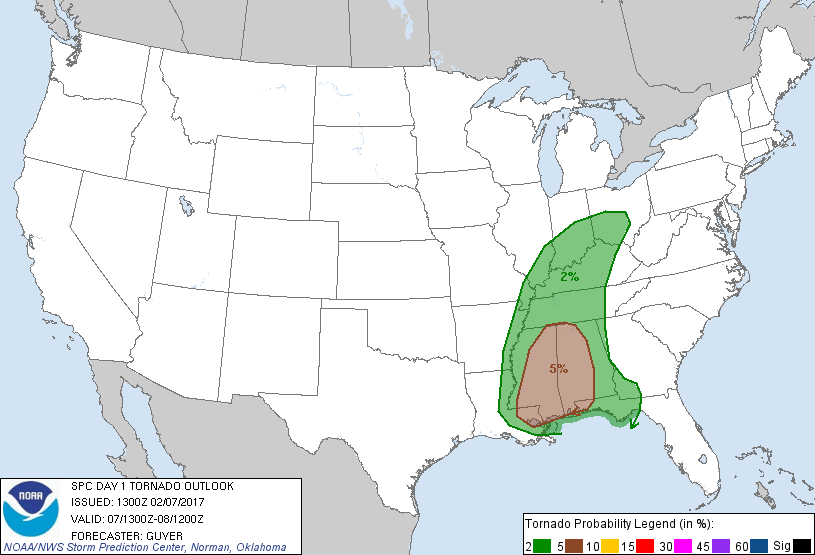 2%
5%
NOAA
SPC DAY 1 TORNADO OUTLOOK
ISSUED: 1300Z 02/07/2017
VALID: 07/1300Z-08/1200Z
FORECASTER: GUYER
NOAA/NWS Storm Prediction Center, Norman, Oklahoma
Tornado Probability Legend (in %):
2 5 10 15 30 45 60 Sig